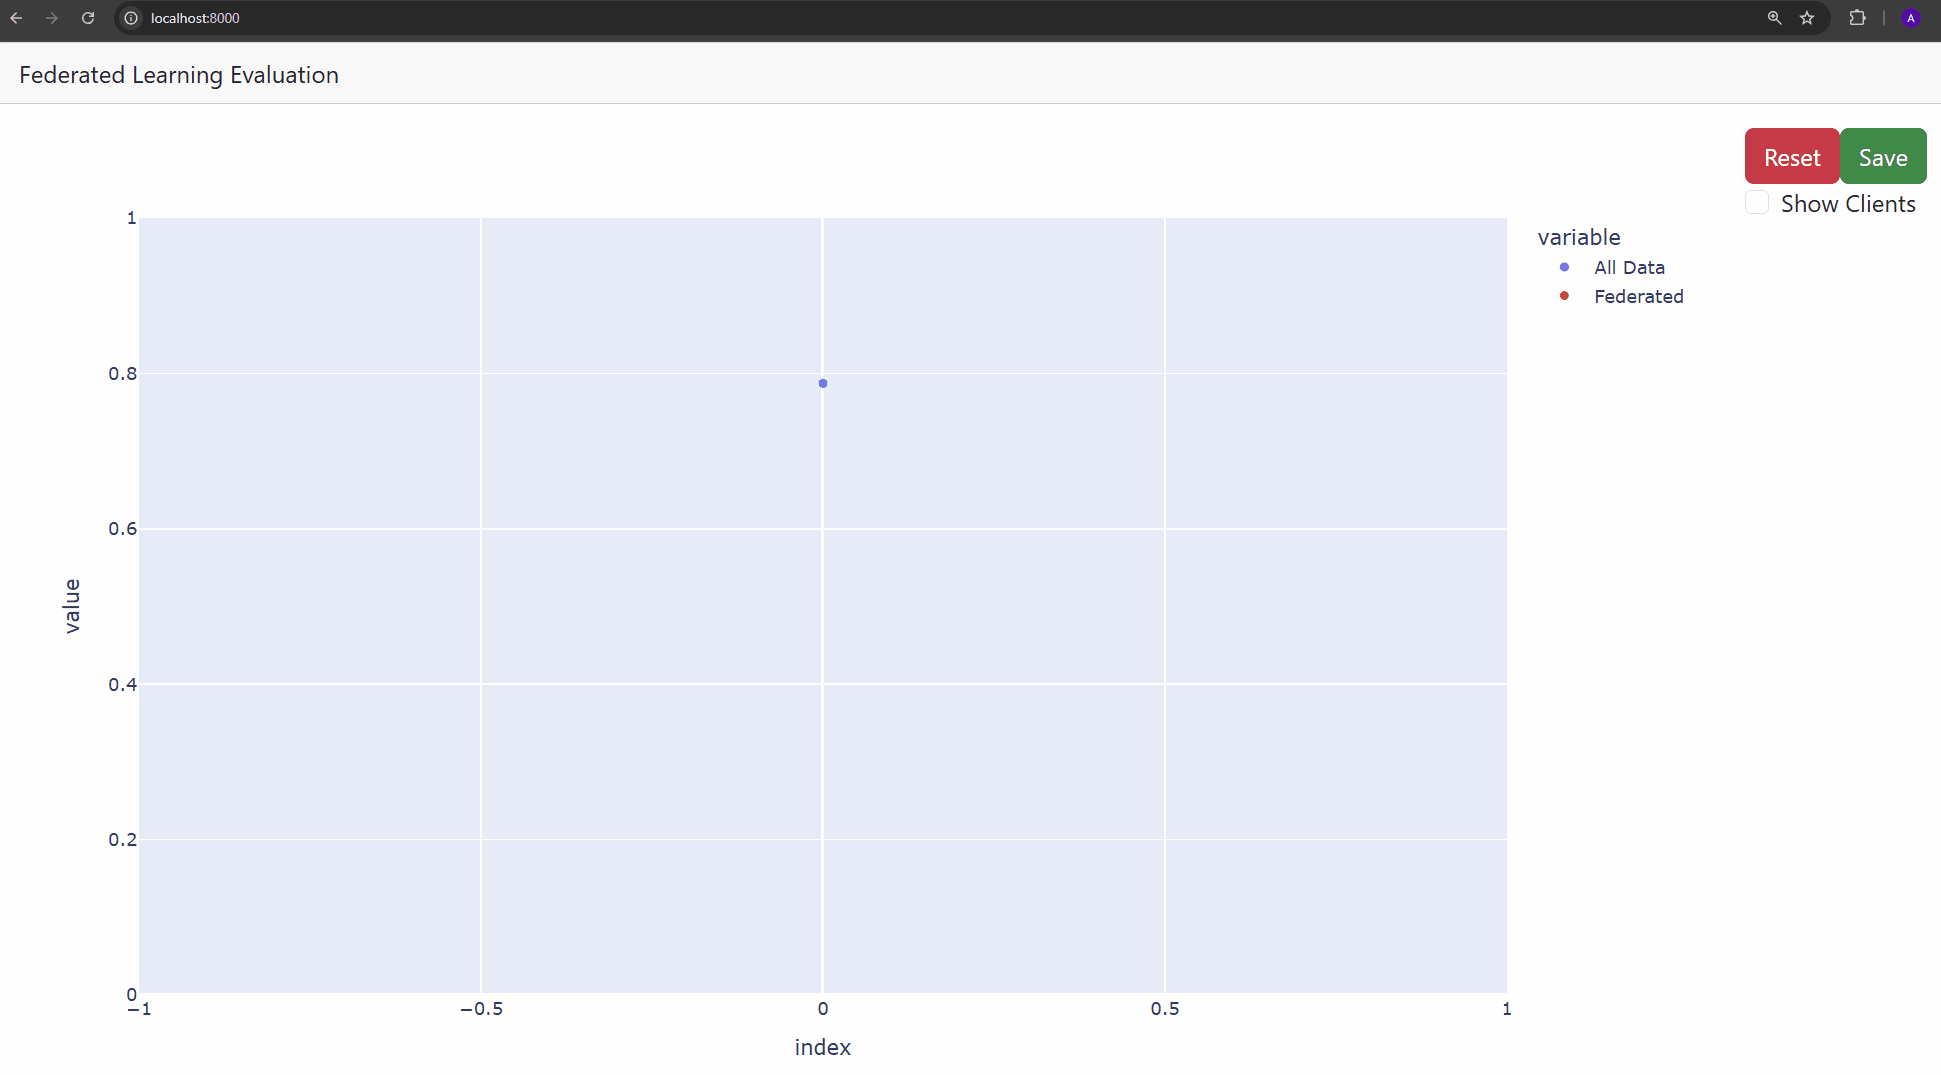 localhost:8000
A
Federated Learning Evaluation
Reset
Save
Show Clients
variable
All Data
Federated
1
0.8
0.6
0.4
0.2
0
value
−1
−0.5
0
0.5
1
index